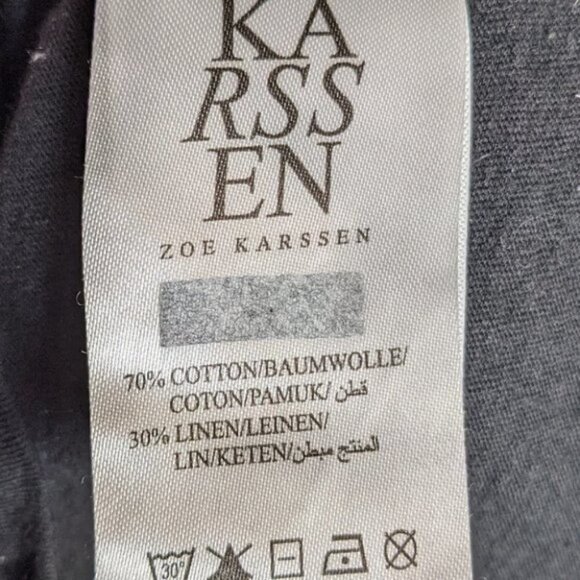 KA
RSS
EN
ZOE KARSSEN
70% COTTON/BAUMWOLLE/
COTON/PAMUK/ قطن
30% LINEN/LEINEN/
LIN/KETEN/المنتج مبطن
30°